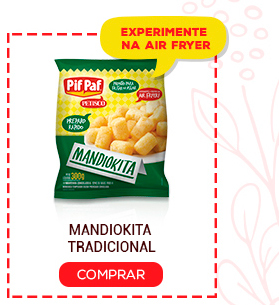 EXPERIMENTE
NA AIR FRYER
Pif Paf
PETISCO
AIR FRYER
PREPARO
RÁPIDO
MANDIOKITA
300g
MANDIOKITA
TRADICIONAL
COMPRAR